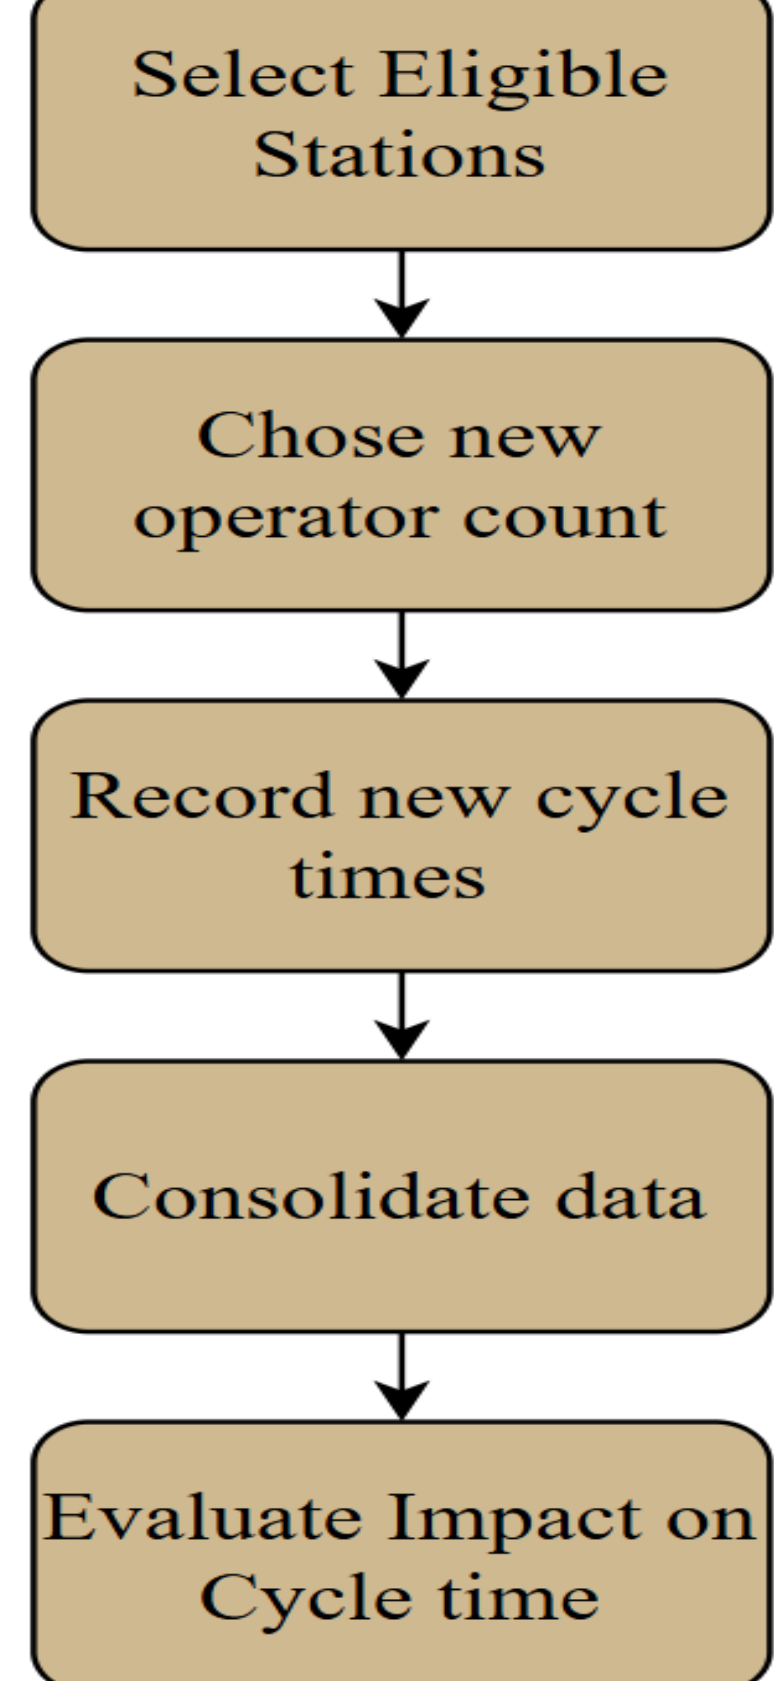 Select Eligible
Stations
Chose new
operator count
Record new cycle
times
Consolidate data
Evaluate Impact on
Cycle time